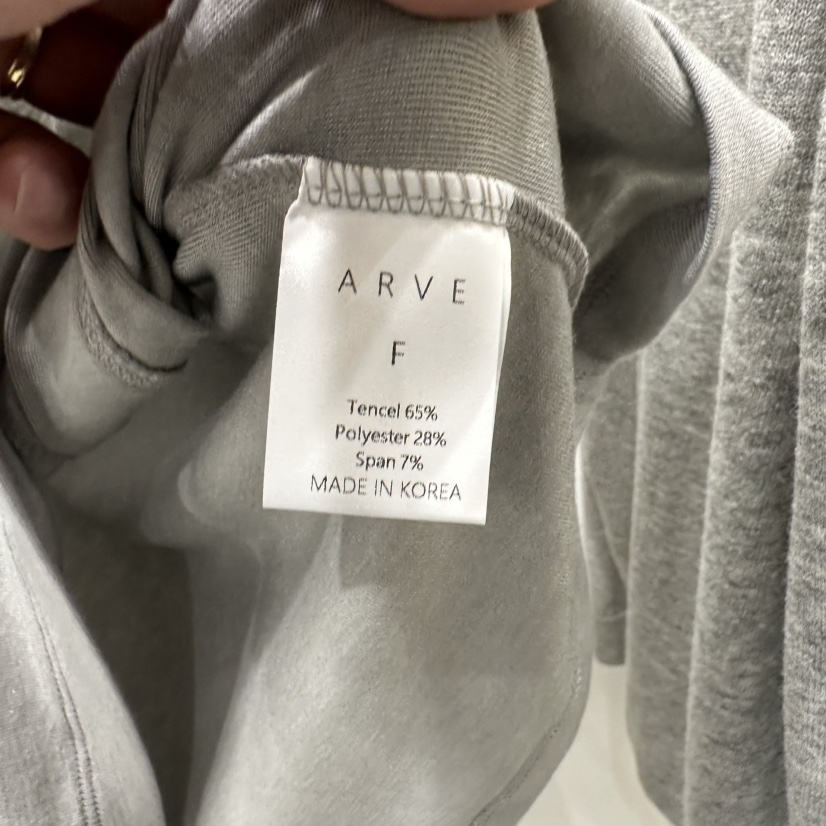 ARVE
F
Tencel 65%
Polyester 28%
Span 7%
MADE IN KOREA